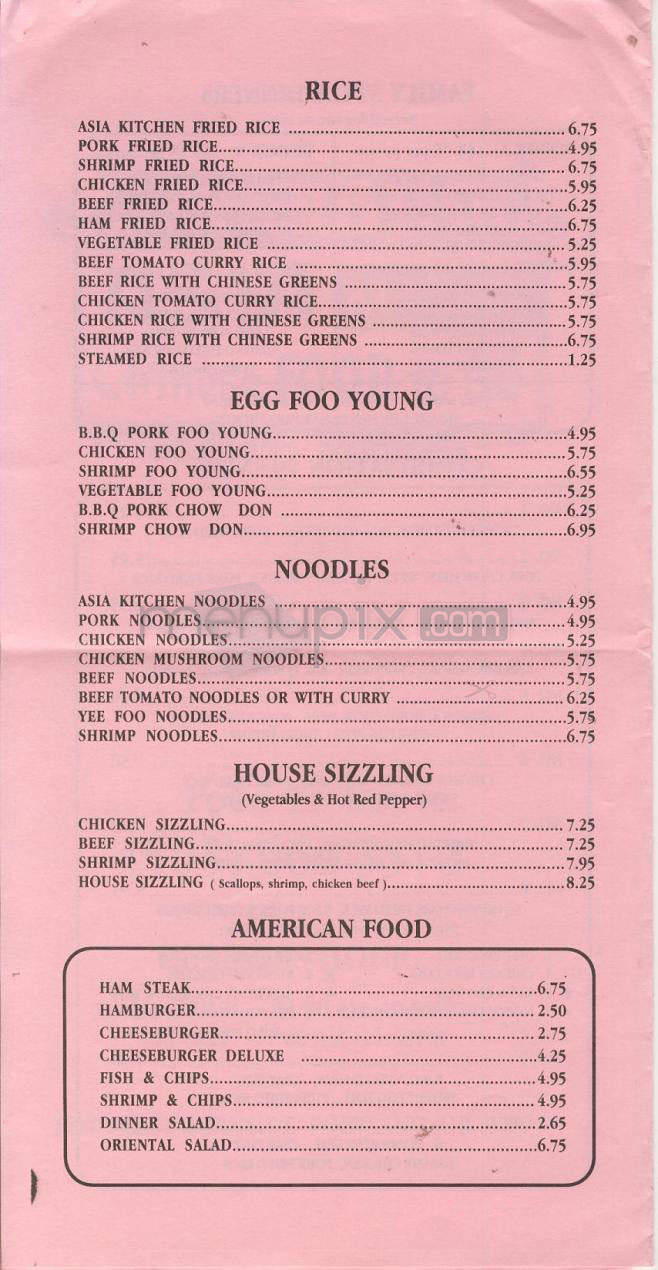 RICE
ASIA KITCHEN FRIED RICE ........ 6.75
PORK FRIED RICE........4.95
SHRIMP FRIED RICE........ 6.75
CHICKEN FRIED RICE........5.95
BEEF FRIED RICE........6.25
HAM FRIED RICE........6.75
VEGETABLE FRIED RICE ........5.25
BEEF TOMATO CURRY RICE ........5.95
BEEF RICE WITH CHINESE GREENS ........5.75
CHICKEN TOMATO CURRY RICE........5.75
CHICKEN RICE WITH CHINESE GREENS ........5.75
SHRIMP RICE WITH CHINESE GREENS ........6.75
STEAMED RICE ........1.25
EGG FOO YOUNG
B.B.Q PORK FOO YOUNG........4.95
CHICKEN FOO YOUNG........5.75
SHRIMP FOO YOUNG........6.55
VEGETABLE FOO YOUNG........5.25
B.B.Q PORK CHOW DON ........6.25
SHRIMP CHOW DON........6.95
NOODLES
ASIA KITCHEN NOODLES ........4.95
PORK NOODLES........4.95
menupix.com
CHICKEN NOODLES........5.25
CHICKEN MUSHROOM NOODLES........5.75
BEEF NOODLES........5.75
BEEF TOMATO NOODLES OR WITH CURRY ........ 6.25
YEE FOO NOODLES........5.75
SHRIMP NOODLES........6.75
HOUSE SIZZLING
(Vegetables & Hot Red Pepper)
CHICKEN SIZZLING........ 7.25
BEEF SIZZLING........7.25
SHRIMP SIZZLING........7.95
HOUSE SIZZLING ( Scallops, shrimp, chicken beef )........8.25
AMERICAN FOOD
HAM STEAK........6.75
HAMBURGER........ 2.50
CHEESEBURGER........ 2.75
CHEESEBURGER DELUXE ........4.25
FISH & CHIPS........4.95
SHRIMP & CHIPS........ 4.95
DINNER SALAD........2.65
ORIENTAL SALAD........6.75